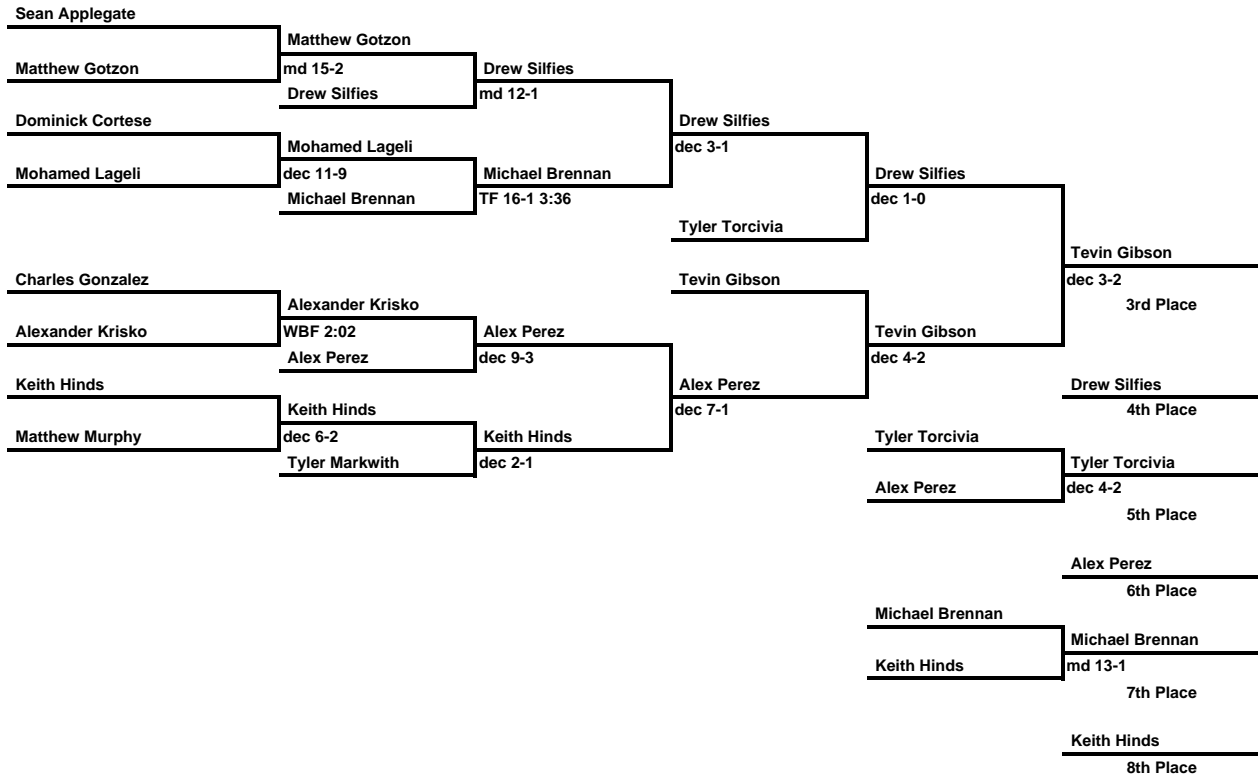 Sean Applegate
Matthew Gotzon
Matthew Gotzon
md 15-2
Drew Silfies
Drew Silfies
md 12-1
Dominick Cortese
Drew Silfies
dec 3-1
Mohamed Lageli
Mohamed Lageli
dec 11-9
Michael Brennan
Michael Brennan
TF 16-1 3:36
Drew Silfies
dec 1-0
Tyler Torcivia
Tevin Gibson
dec 3-2
3rd Place
Charles Gonzalez
Tevin Gibson
Alexander Krisko
Alexander Krisko
WBF 2:02
Alex Perez
Alex Perez
dec 9-3
Tevin Gibson
dec 4-2
Keith Hinds
Alex Perez
dec 7-1
Drew Silfies
4th Place
Keith Hinds
Matthew Murphy
dec 6-2
Tyler Markwith
Keith Hinds
dec 2-1
Tyler Torcivia
Alex Perez
Tyler Torcivia
dec 4-2
5th Place
Alex Perez
6th Place
Michael Brennan
Keith Hinds
Michael Brennan
md 13-1
7th Place
Keith Hinds
8th Place